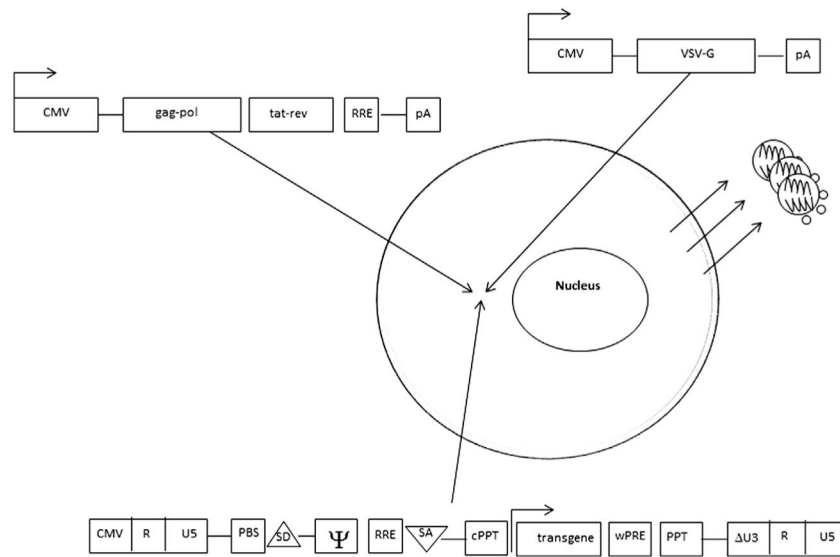 CMV VSV-G pA
CMV gag-pol tat-rev RRE pA
Nucleus
CMV R U5 PBS SD Ψ RRE SA cPPT transgene wPRE PPT ΔU3 R U5